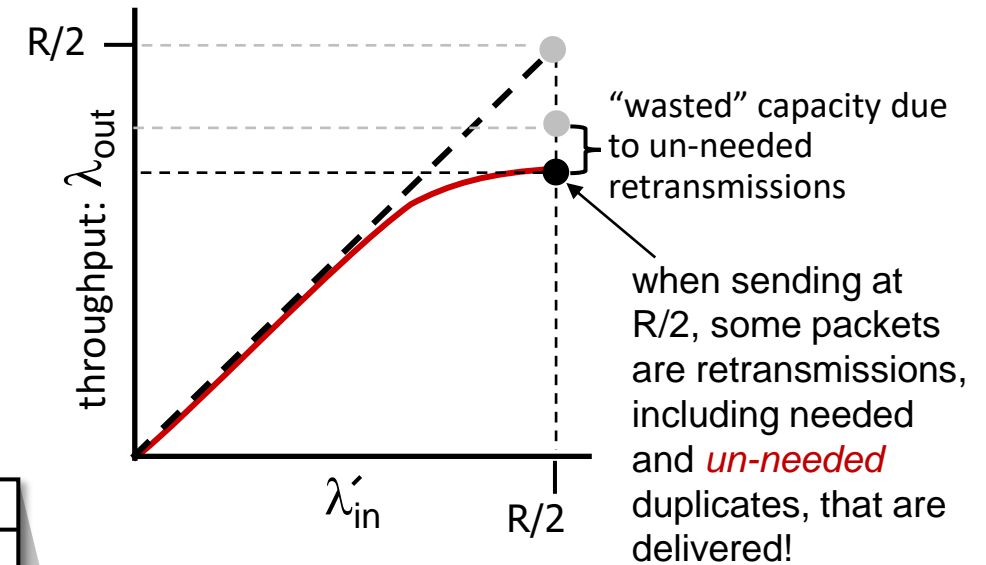 R/2
throughput: λout
“wasted” capacity due
to un-needed
retransmissions
when sending at
R/2, some packets
are retransmissions,
including needed
and un-needed
duplicates, that are
delivered!
λ′in
R/2